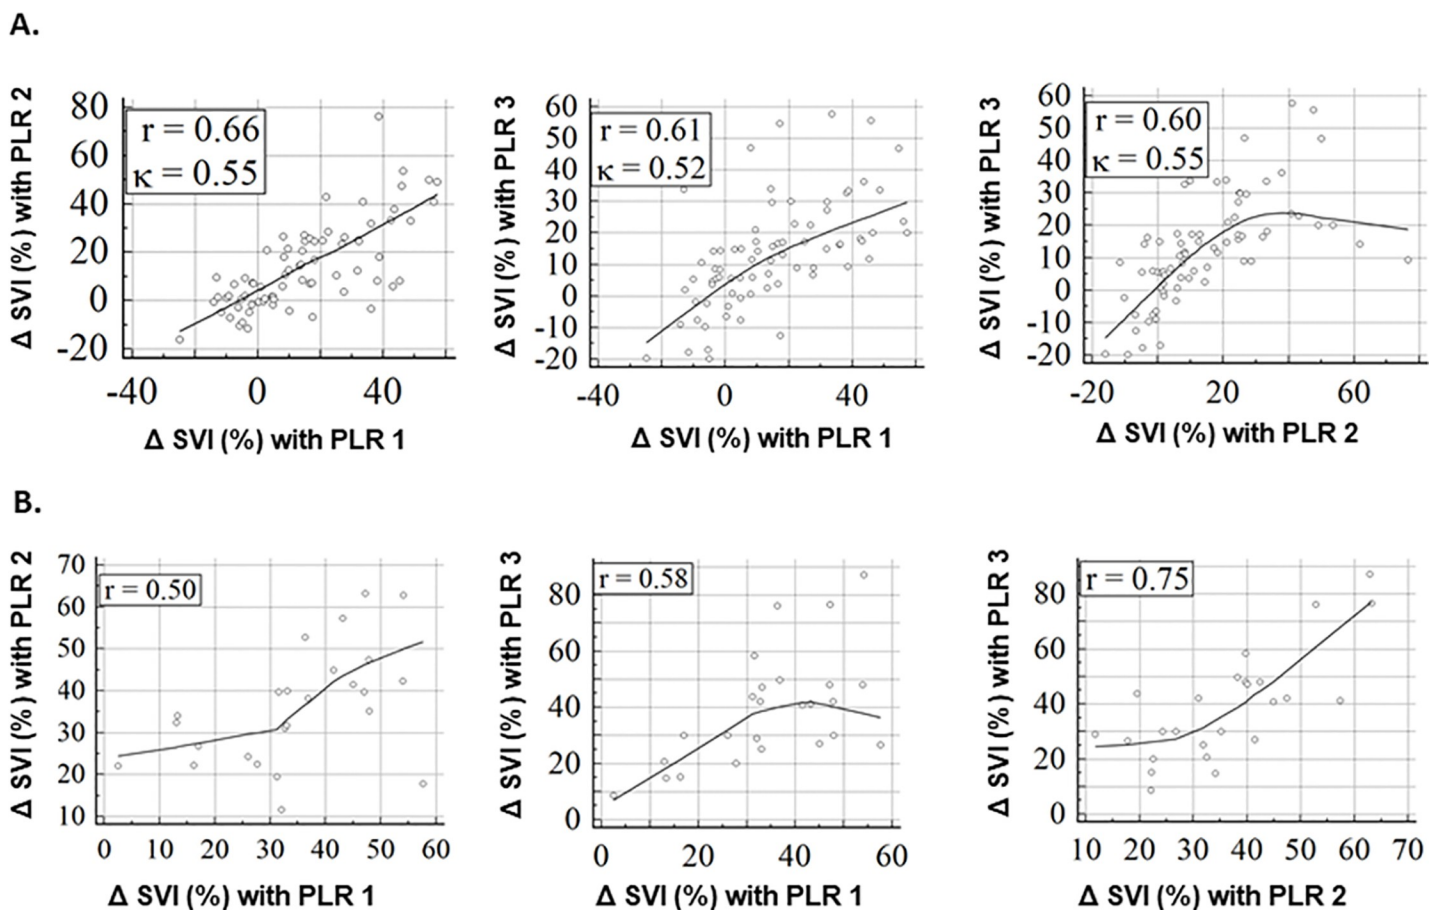 A.
Δ SVI (%) with PLR 2
80
60
40
20
0
-20
r = 0.66
κ = 0.55
-40
0
40
Δ SVI (%) with PLR 1
Δ SVI (%) with PLR 3
60
50
40
30
20
10
0
-10
-20
r = 0.61
κ = 0.52
-40
0
40
Δ SVI (%) with PLR 1
Δ SVI (%) with PLR 3
60
50
40
30
20
10
0
-10
-20
r = 0.60
κ = 0.55
-20
20
60
Δ SVI (%) with PLR 2
B.
Δ SVI (%) with PLR 2
70
60
50
40
30
20
10
r = 0.50
0 10 20 30 40 50 60
Δ SVI (%) with PLR 1
Δ SVI (%) with PLR 3
80
60
40
20
0
r = 0.58
0 20 40 60
Δ SVI (%) with PLR 1
Δ SVI (%) with PLR 3
80
60
40
20
0
r = 0.75
10 20 30 40 50 60 70
Δ SVI (%) with PLR 2